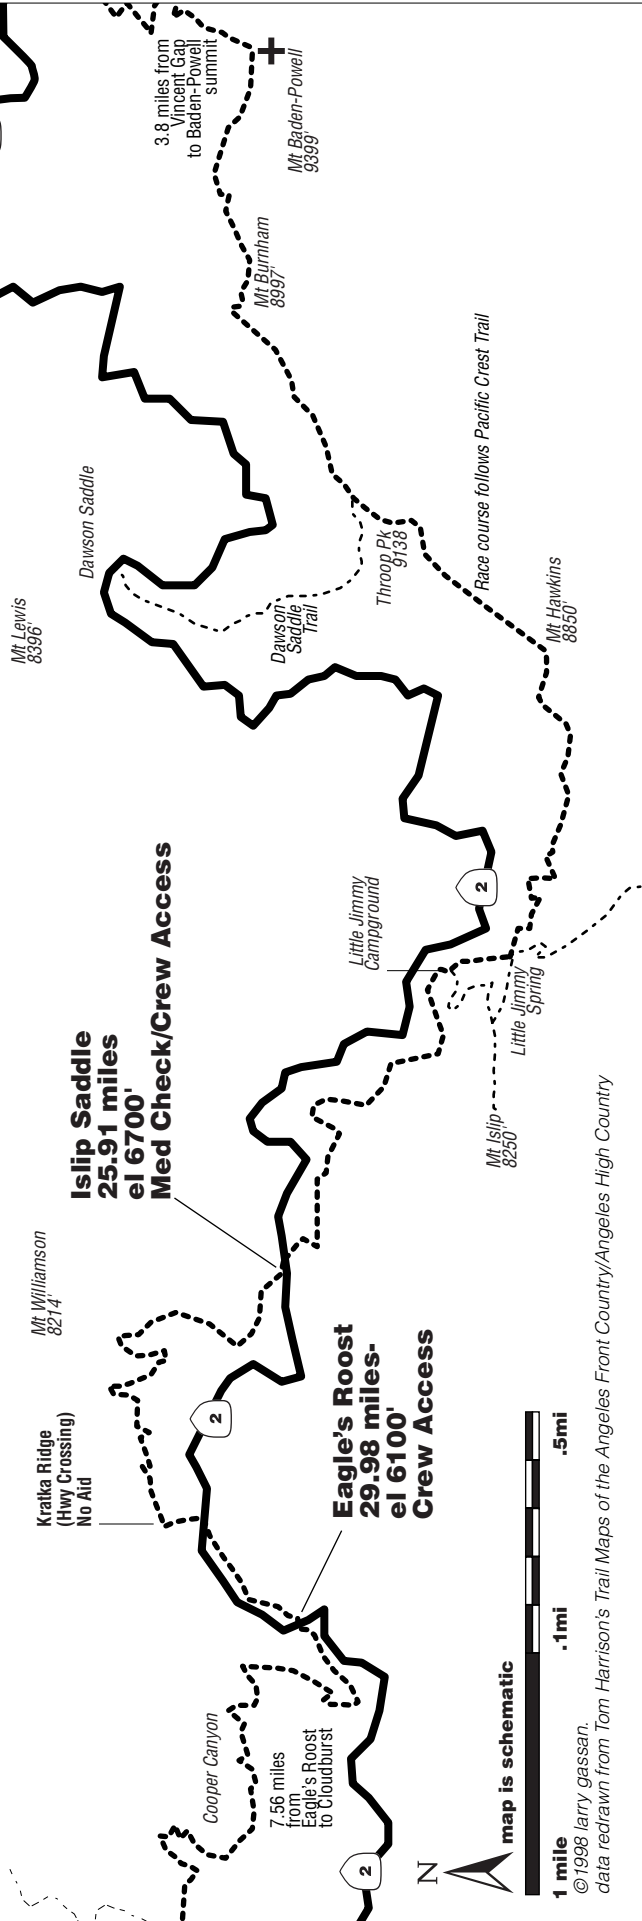 3.8 miles from
Vincent Gap
to Baden-Powell
summit
Mt Baden-Powell
9399'
Mt Burnham
8997'
Race course follows Pacific Crest Trail
Dawson Saddle
Mt Lewis
8396'
Throop Pk
9138'
Dawson
Saddle
Trail
Mt Hawkins
8850'
2
Little Jimmy
Campground
Little Jimmy
Spring
Islip Saddle
25.91 miles
el 6700'
Med Check/Crew Access
Mt Islip
8250'
Mt Williamson
8214'
2
Kratka Ridge
(Hwy Crossing)
No Aid
Eagle's Roost
29.98 miles-
el 6100'
Crew Access
Cooper Canyon
7.56 miles
from
Eagle's Roost
to Cloudburst
2
N
map is schematic
1 mile
.1mi
.5mi
©1998 larry gassan.
data redrawn from Tom Harrison's Trail Maps of the Angeles Front Country/Angeles High Country